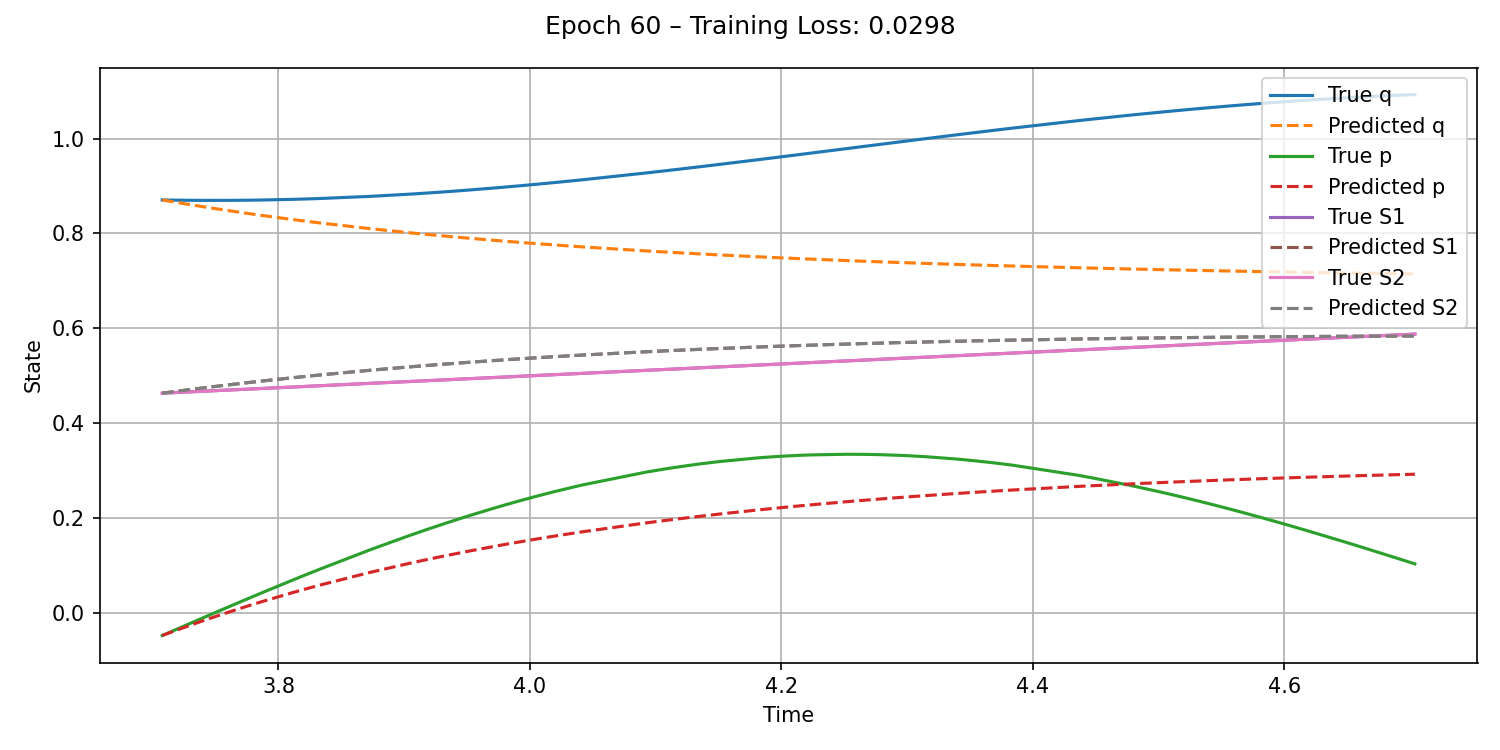 Epoch 60 – Training Loss: 0.0298
True q
Predicted q
True p
Predicted p
True S1
Predicted S1
True S2
Predicted S2
1.0
0.8
0.6
0.4
0.2
0.0
State
3.8 4.0 4.2 4.4 4.6
Time